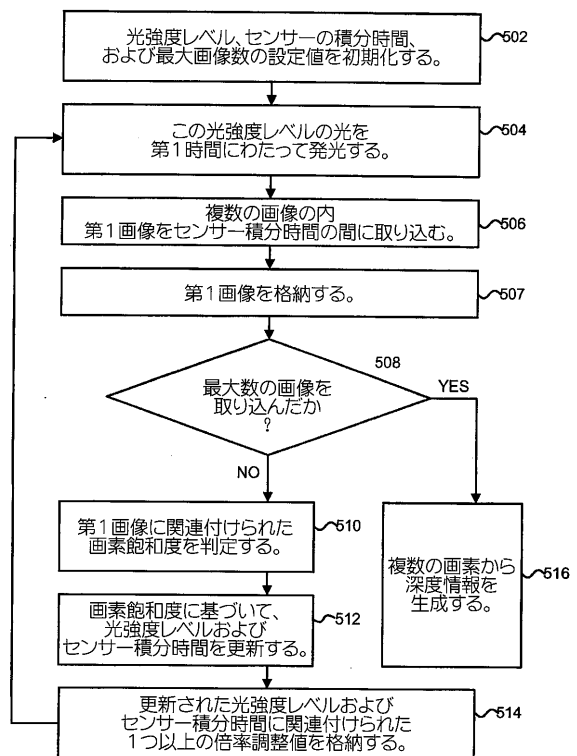 光強度レベル、センサーの積分時間、
および最大画像数の設定値を初期化する。
502
この光強度レベルの光を
第1時間にわたって発光する。
504
複数の画像の内
第1画像をセンサー積分時間の間に取り込む。
506
第1画像を格納する。
507
508
最大数の画像を
取り込んだか
?
YES
NO
第1画像に関連付けられた
画素飽和度を判定する。
510
複数の画素から
深度情報を
生成する。
516
画素飽和度に基づいて、
光強度レベルおよび
センサー積分時間を更新する。
512
更新された光強度レベルおよび
センサー積分時間に関連付けられた
1つ以上の倍率調整値を格納する。
514